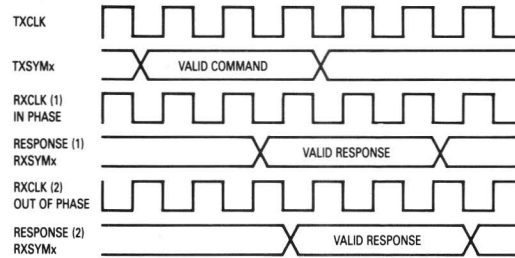 TXCLK
TXSYMx
VALID COMMAND
RXCLK (1)
IN PHASE
RESPONSE (1)
RXSYMx
VALID RESPONSE
RXCLK (2)
OUT OF PHASE
RESPONSE (2)
RXSYMx
VALID RESPONSE